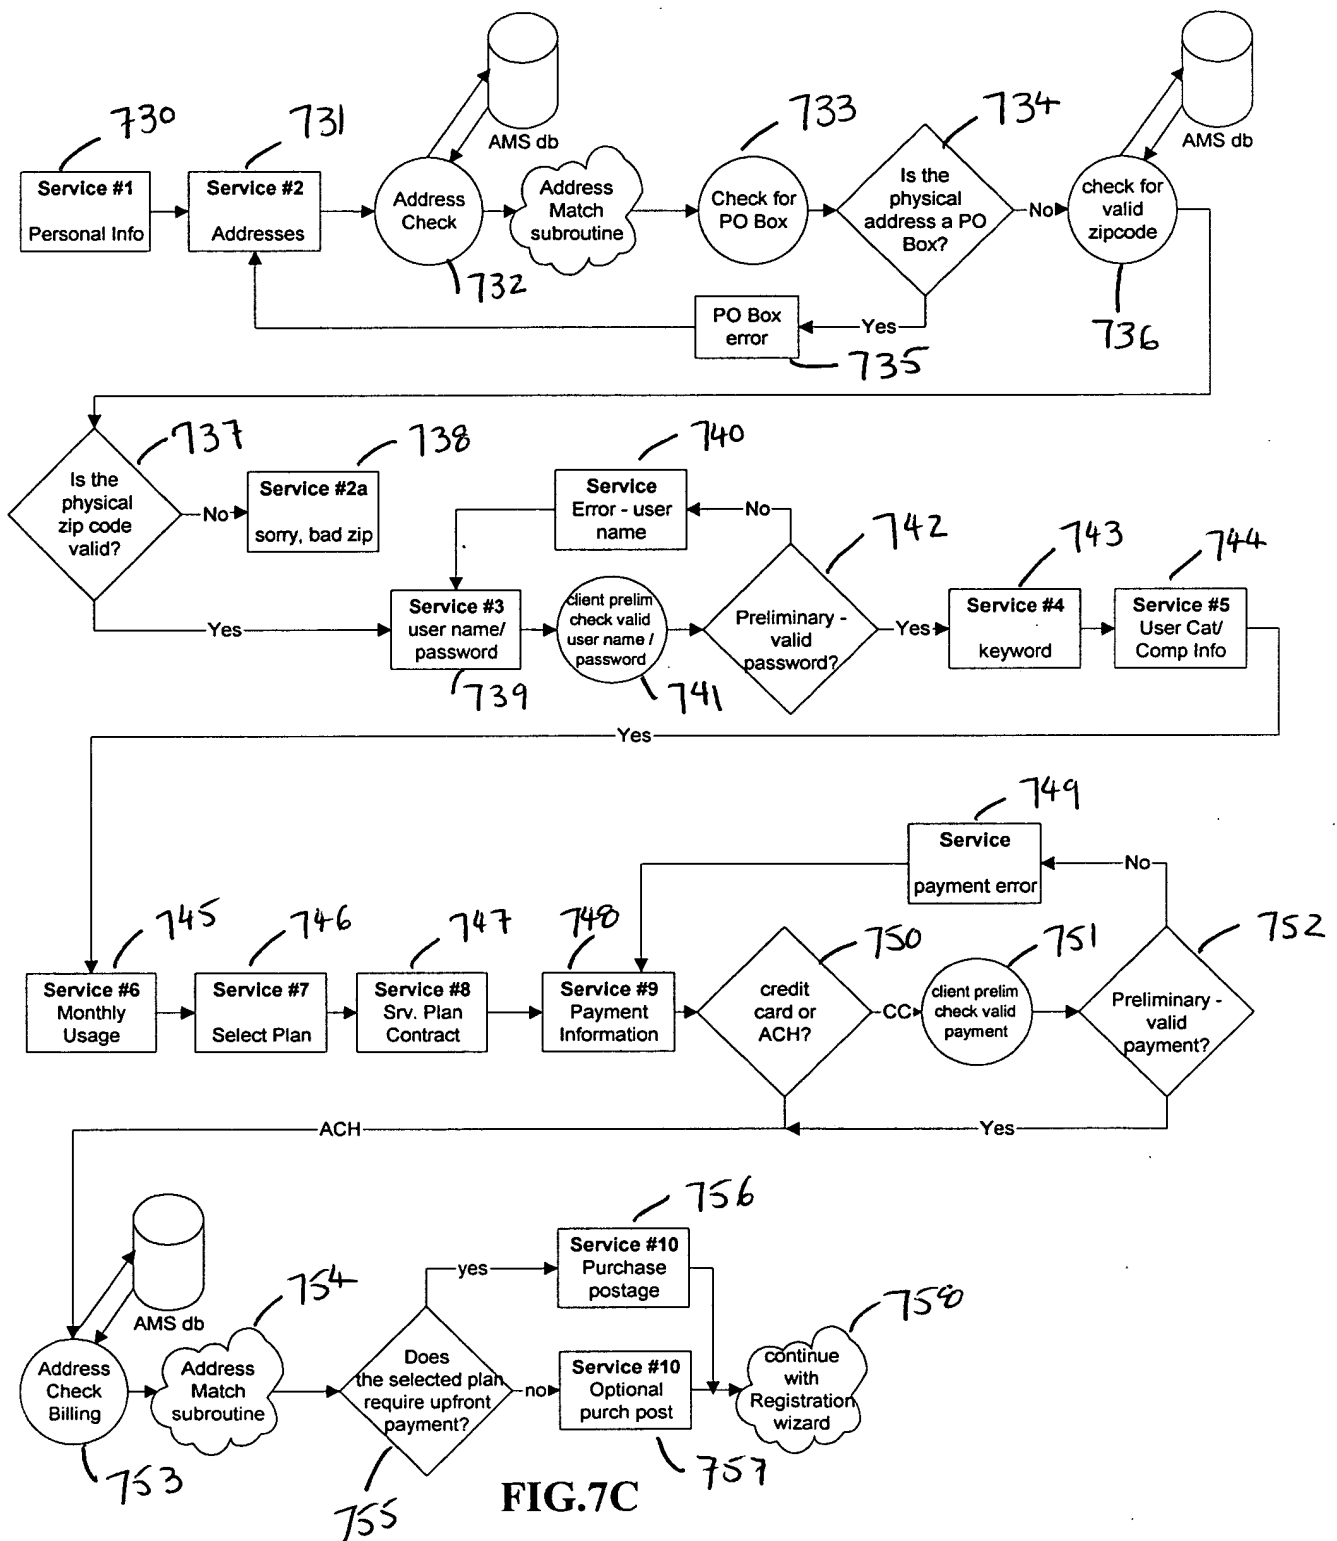 730
731
733
734
AMS db
AMS db
Service #1
Personal Info
Service #2
Addresses
Address
Check
Address
Match
subroutine
Check for
PO Box
Is the
physical
address a PO
Box?
No
check for
valid
zipcode
732
PO Box
error
Yes
735
736
737
738
740
Is the
physical
zip code
valid?
No
Service #2a
sorry, bad zip
Service
Error - user
name
No
742
743
744
Yes
Service #3
user name/
password
client prelim
check valid
user name /
password
Preliminary -
valid
password?
Yes
Service #4
keyword
Service #5
User Cat/
Comp Info
739
741
Yes
749
Service
payment error
No
745
746
747
748
750
751
752
Service #6
Monthly
Usage
Service #7
Select Plan
Service #8
Srv. Plan
Contract
Service #9
Payment
Information
credit
card or
ACH?
CC
client prelim
check valid
payment
Preliminary -
valid
payment?
ACH
Yes
756
754
Service #10
Purchase
postage
yes
758
AMS db
Address
Check
Billing
Address
Match
subroutine
Does
the selected plan
require upfront
payment?
no
Service #10
Optional
purch post
continue
with
Registration
wizard
753
755
757
FIG.7C